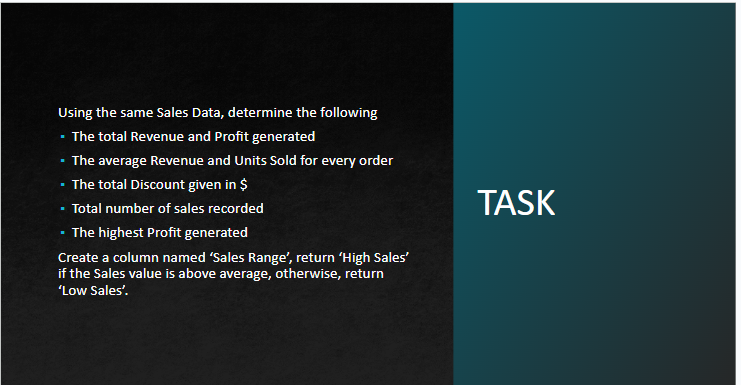 Using the same Sales Data, determine the following
▪ The total Revenue and Profit generated
▪ The average Revenue and Units Sold for every order
▪ The total Discount given in $
▪ Total number of sales recorded
▪ The highest Profit generated
Create a column named ‘Sales Range’, return ‘High Sales’
if the Sales value is above average, otherwise, return
‘Low Sales’.
TASK